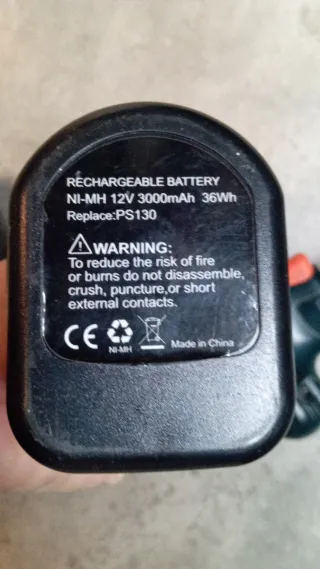 RECHARGEABLE BATTERY
NI-MH 12V 3000mAh 36Wh
Replace:PS130
WARNING:
To reduce the risk of fire
or burns do not disassemble,
crush, puncture,or short
external contacts.
CE NI-MH Made in China